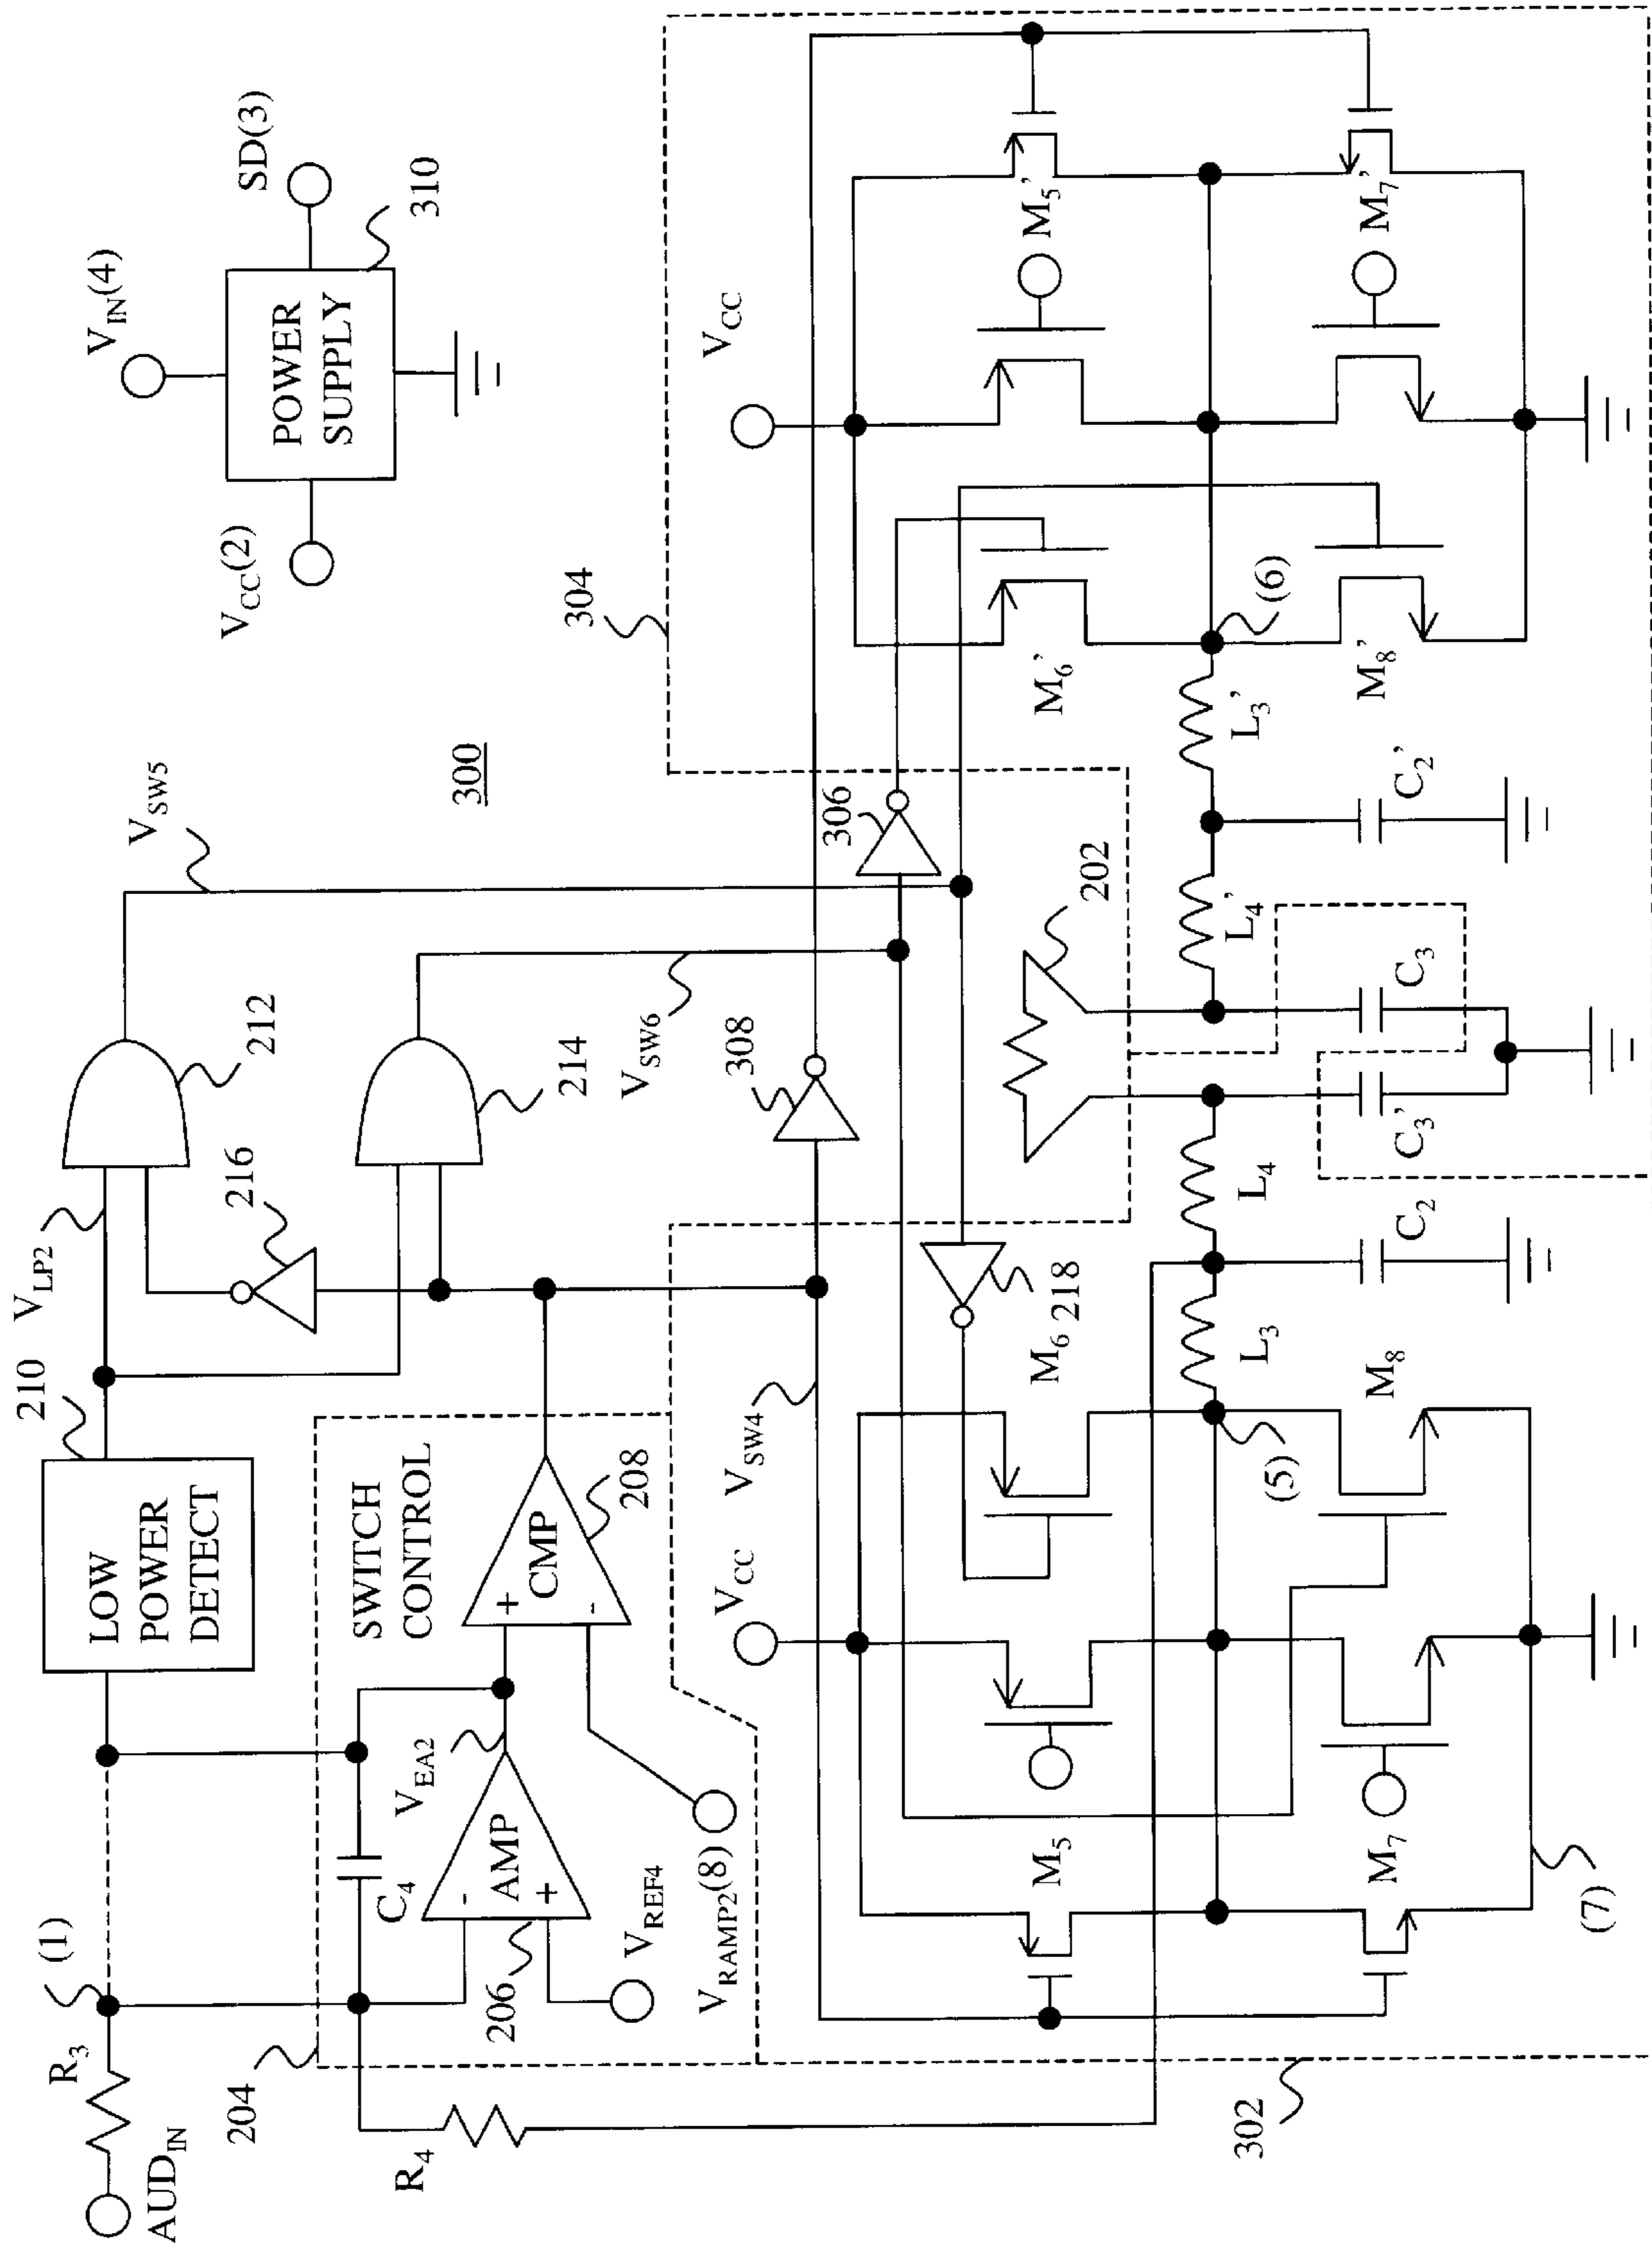 AUD_IN
R_3
(1)
LOW
POWER
DETECT
210
V_LP2
216
212
214
V_SW5
V_SW6
300
V_IN(4)
V_CC(2)
POWER
SUPPLY
SD(3)
310
204
R_4
C_4
206
AMP
-
+
V_EA2
V_REF4
V_RAMP2(8)
SWITCH
CONTROL
CMP
+
-
208
308
306
304
302
V_CC
V_SW4
M_5
M_6
218
M_7
M_8
(5)
(7)
L_3
L_4
C_2
C_3'
C_3
202
L_4'
L_3'
C_2'
(6)
V_CC
M_6'
M_8'
M_5'
M_7'